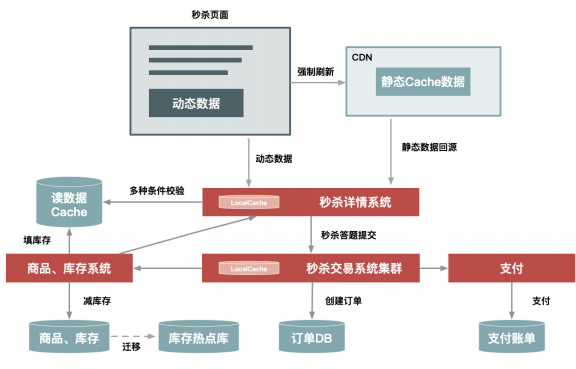 秒杀页面
CDN
强制刷新
静态Cache数据
动态数据
动态数据
静态数据回源
多种条件校验
读数据
Cache
LocalCache
秒杀详情系统
填库存
秒杀答题提交
商品、库存系统
LocalCache
秒杀交易系统集群
支付
减库存
创建订单
支付
商品、库存
迁移
库存热点库
订单DB
支付账单